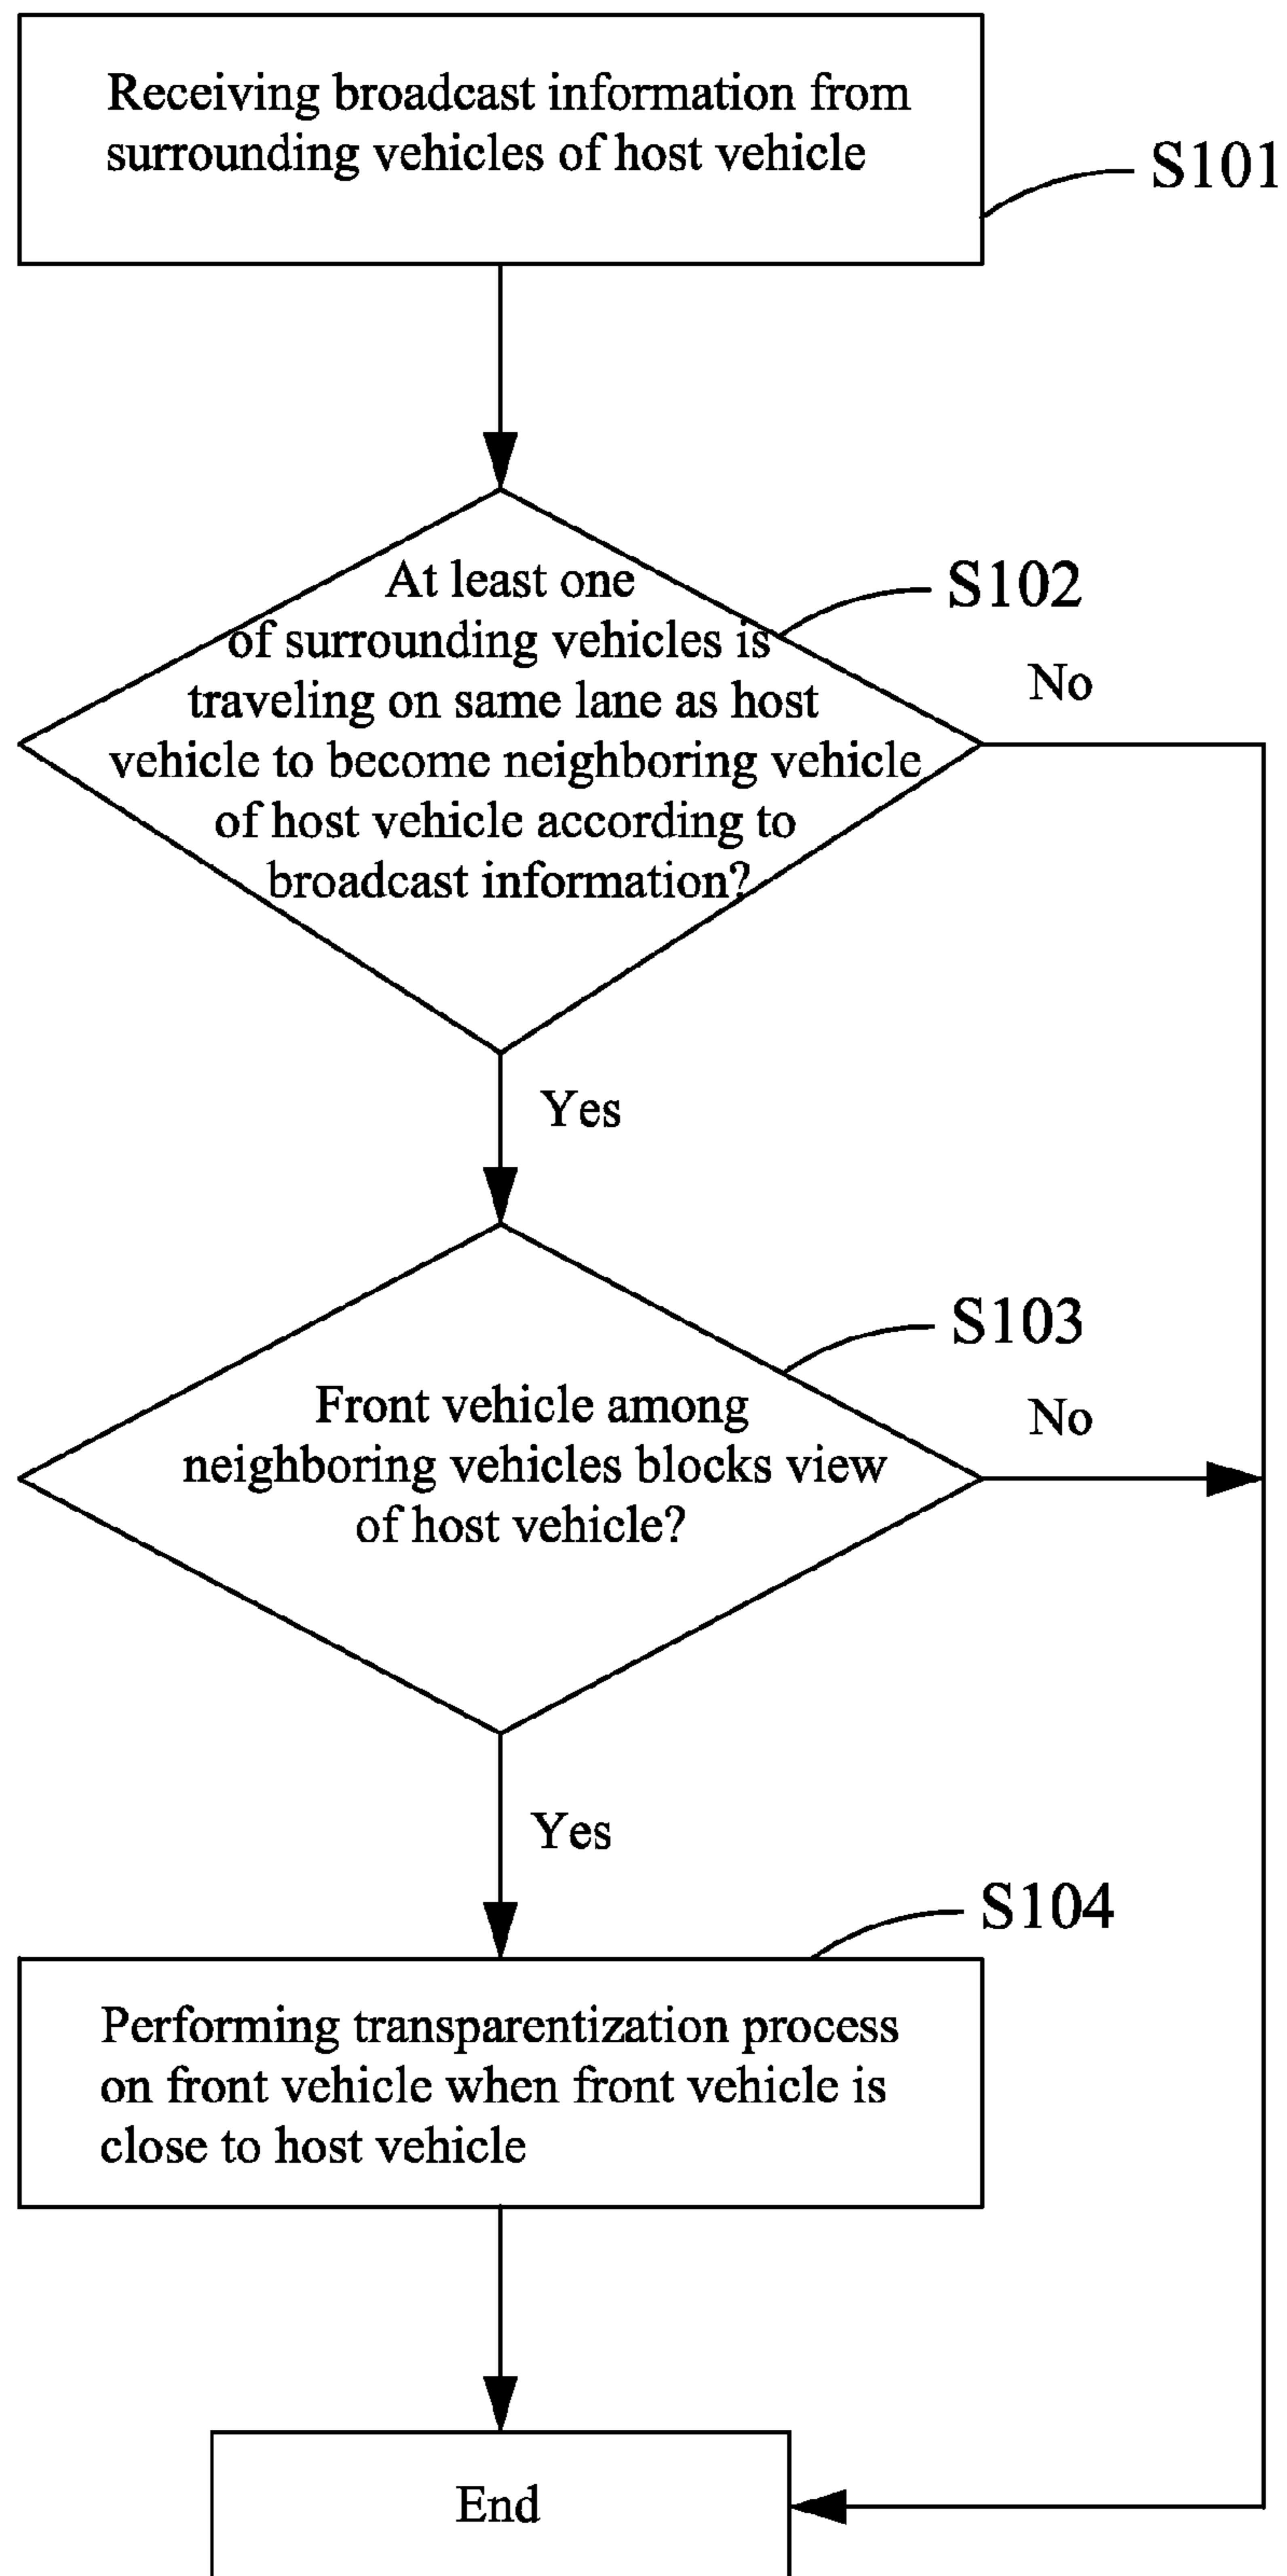 Receiving broadcast information from
surrounding vehicles of host vehicle
S101
At least one
of surrounding vehicles is
traveling on same lane as host
vehicle to become neighboring vehicle
of host vehicle according to
broadcast information?
S102
No
Yes
Front vehicle among
neighboring vehicles blocks view
of host vehicle?
S103
No
Yes
S104
Performing transparentization process
on front vehicle when front vehicle is
close to host vehicle
End